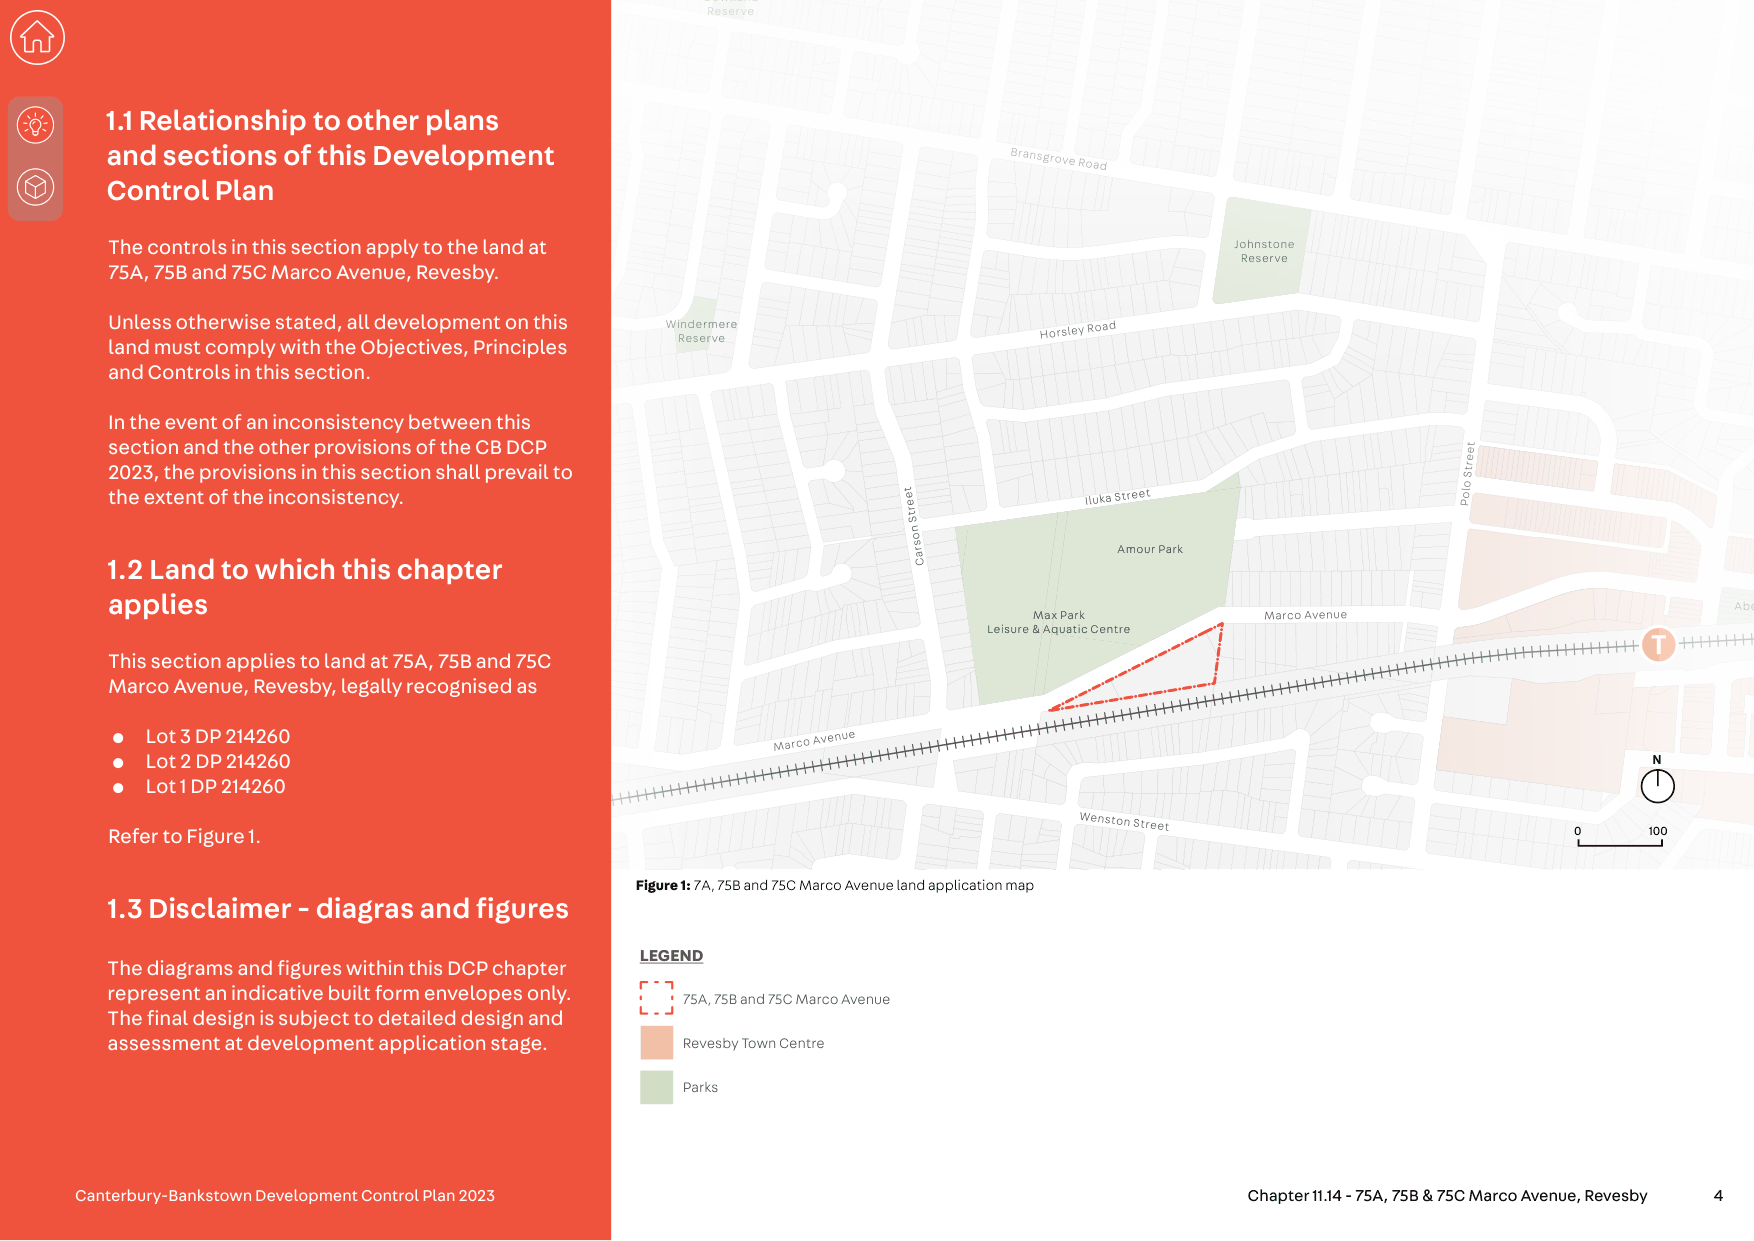 1.1 Relationship to other plans
and sections of this Development
Control Plan
The controls in this section apply to the land at
75A, 75B and 75C Marco Avenue, Revesby.
Unless otherwise stated, all development on this
land must comply with the Objectives, Principles
and Controls in this section.
In the event of an inconsistency between this
section and the other provisions of the CB DCP
2023, the provisions in this section shall prevail to
the extent of the inconsistency.
1.2 Land to which this chapter
applies
This section applies to land at 75A, 75B and 75C
Marco Avenue, Revesby, legally recognised as
Lot 3 DP 214260
Lot 2 DP 214260
Lot 1 DP 214260
Refer to Figure 1.
1.3 Disclaimer - diagras and figures
The diagrams and figures within this DCP chapter
represent an indicative built form envelopes only.
The final design is subject to detailed design and
assessment at development application stage.
Reserve
Bransgrove Road
Johnstone
Reserve
Windermere
Reserve
Horsley Road
Polo Street
Iluka Street
Carson Street
Amour Park
Max Park
Leisure & Aquatic Centre
Marco Avenue
Abe
T
Marco Avenue
Wenston Street
N
0 100
Figure 1: 7A, 75B and 75C Marco Avenue land application map
LEGEND
75A, 75B and 75C Marco Avenue
Revesby Town Centre
Parks
Canterbury-Bankstown Development Control Plan 2023
Chapter 11.14 - 75A, 75B & 75C Marco Avenue, Revesby 4